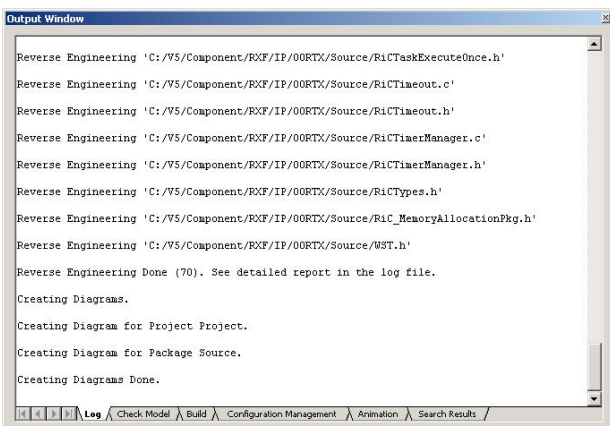 Output Window
Reverse Engineering 'C:/V5/Component/RXF/IP/OORTX/Source/RiCTaskExecuteOnce.h'
Reverse Engineering 'C:/V5/Component/RXF/IP/OORTX/Source/RiCTimeout.c'
Reverse Engineering 'C:/V5/Component/RXF/IP/OORTX/Source/RiCTimeout.h'
Reverse Engineering 'C:/V5/Component/RXF/IP/OORTX/Source/RiCTimerManager.c'
Reverse Engineering 'C:/V5/Component/RXF/IP/OORTX/Source/RiCTimerManager.h'
Reverse Engineering 'C:/V5/Component/RXF/IP/OORTX/Source/RiCTypes.h'
Reverse Engineering 'C:/V5/Component/RXF/IP/OORTX/Source/RiC_MemoryAllocationPkg.h'
Reverse Engineering 'C:/V5/Component/RXF/IP/OORTX/Source/WST.h'
Reverse Engineering Done (70). See detailed report in the log file.
Creating Diagrams.
Creating Diagram for Project Project.
Creating Diagram for Package Source.
Creating Diagrams Done.
Log Check Model Build Configuration Management Animation Search Results